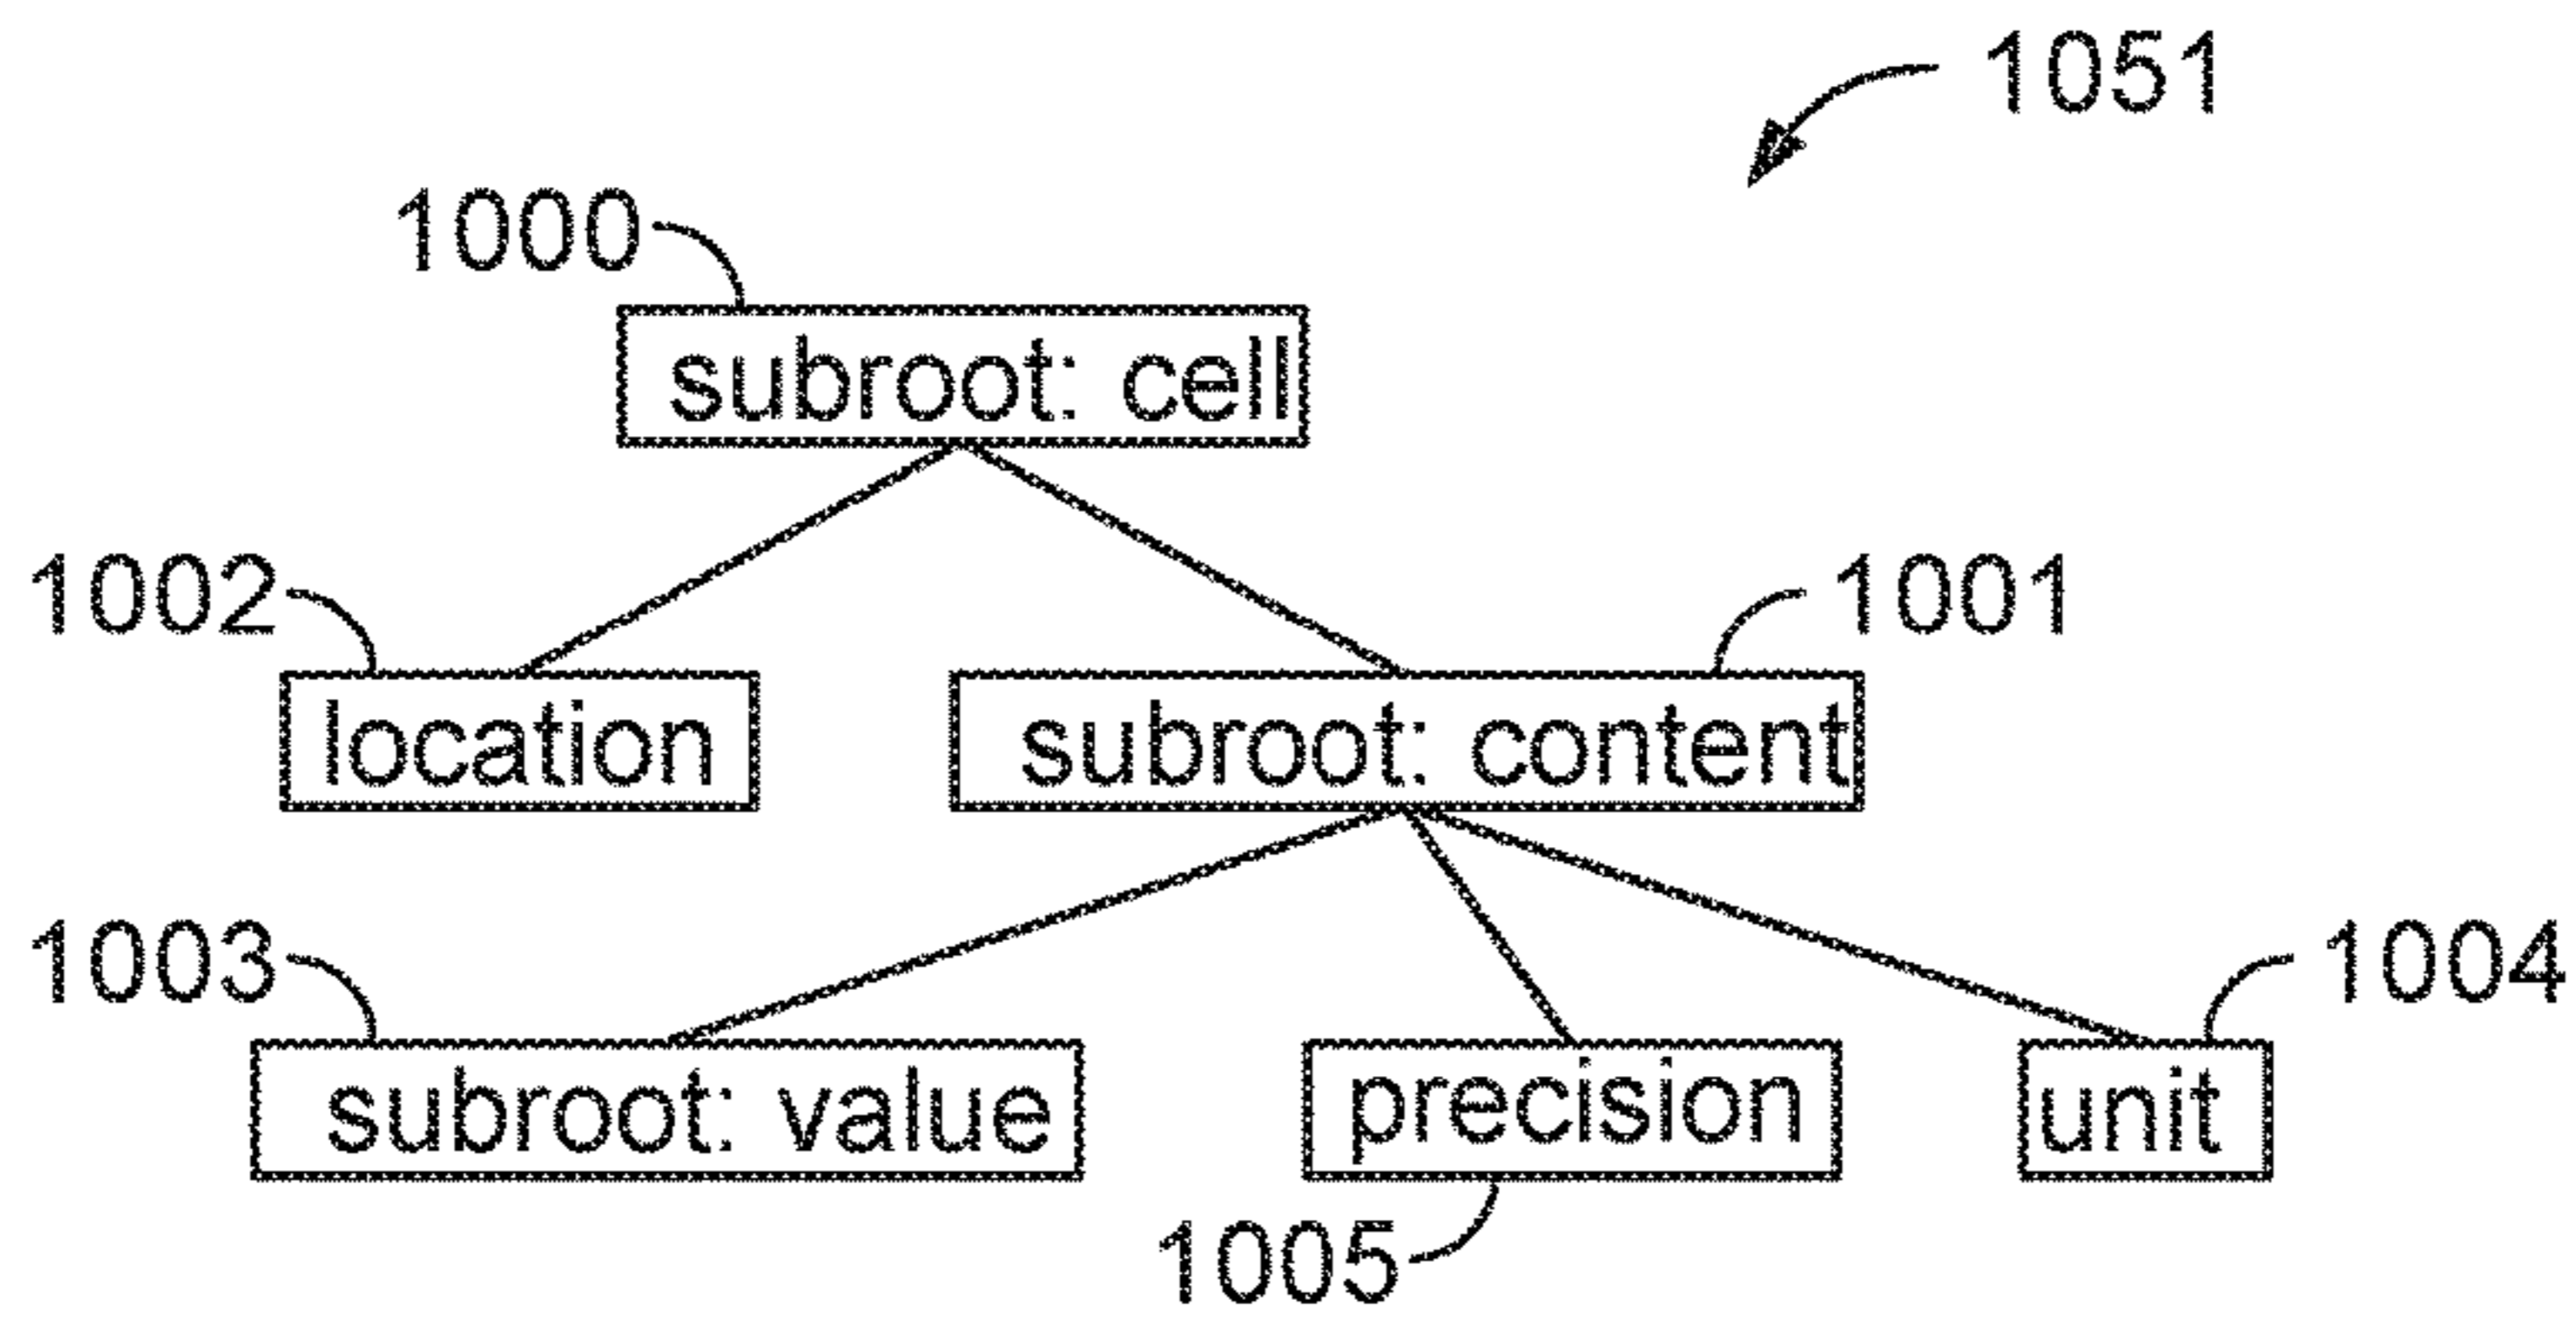 1051
1000
subroot: cell
1002
1001
location
subroot: content
1003
1004
subroot: value
precision
unit
1005